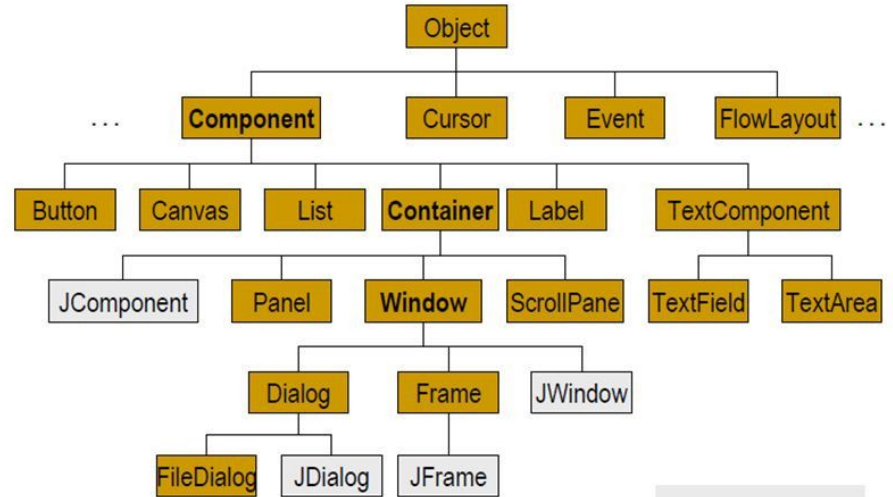 Object
... Component Cursor Event FlowLayout ...
Button Canvas List Container Label TextComponent
JComponent Panel Window ScrollPane TextField TextArea
Dialog Frame JWindow
FileDialog JDialog JFrame